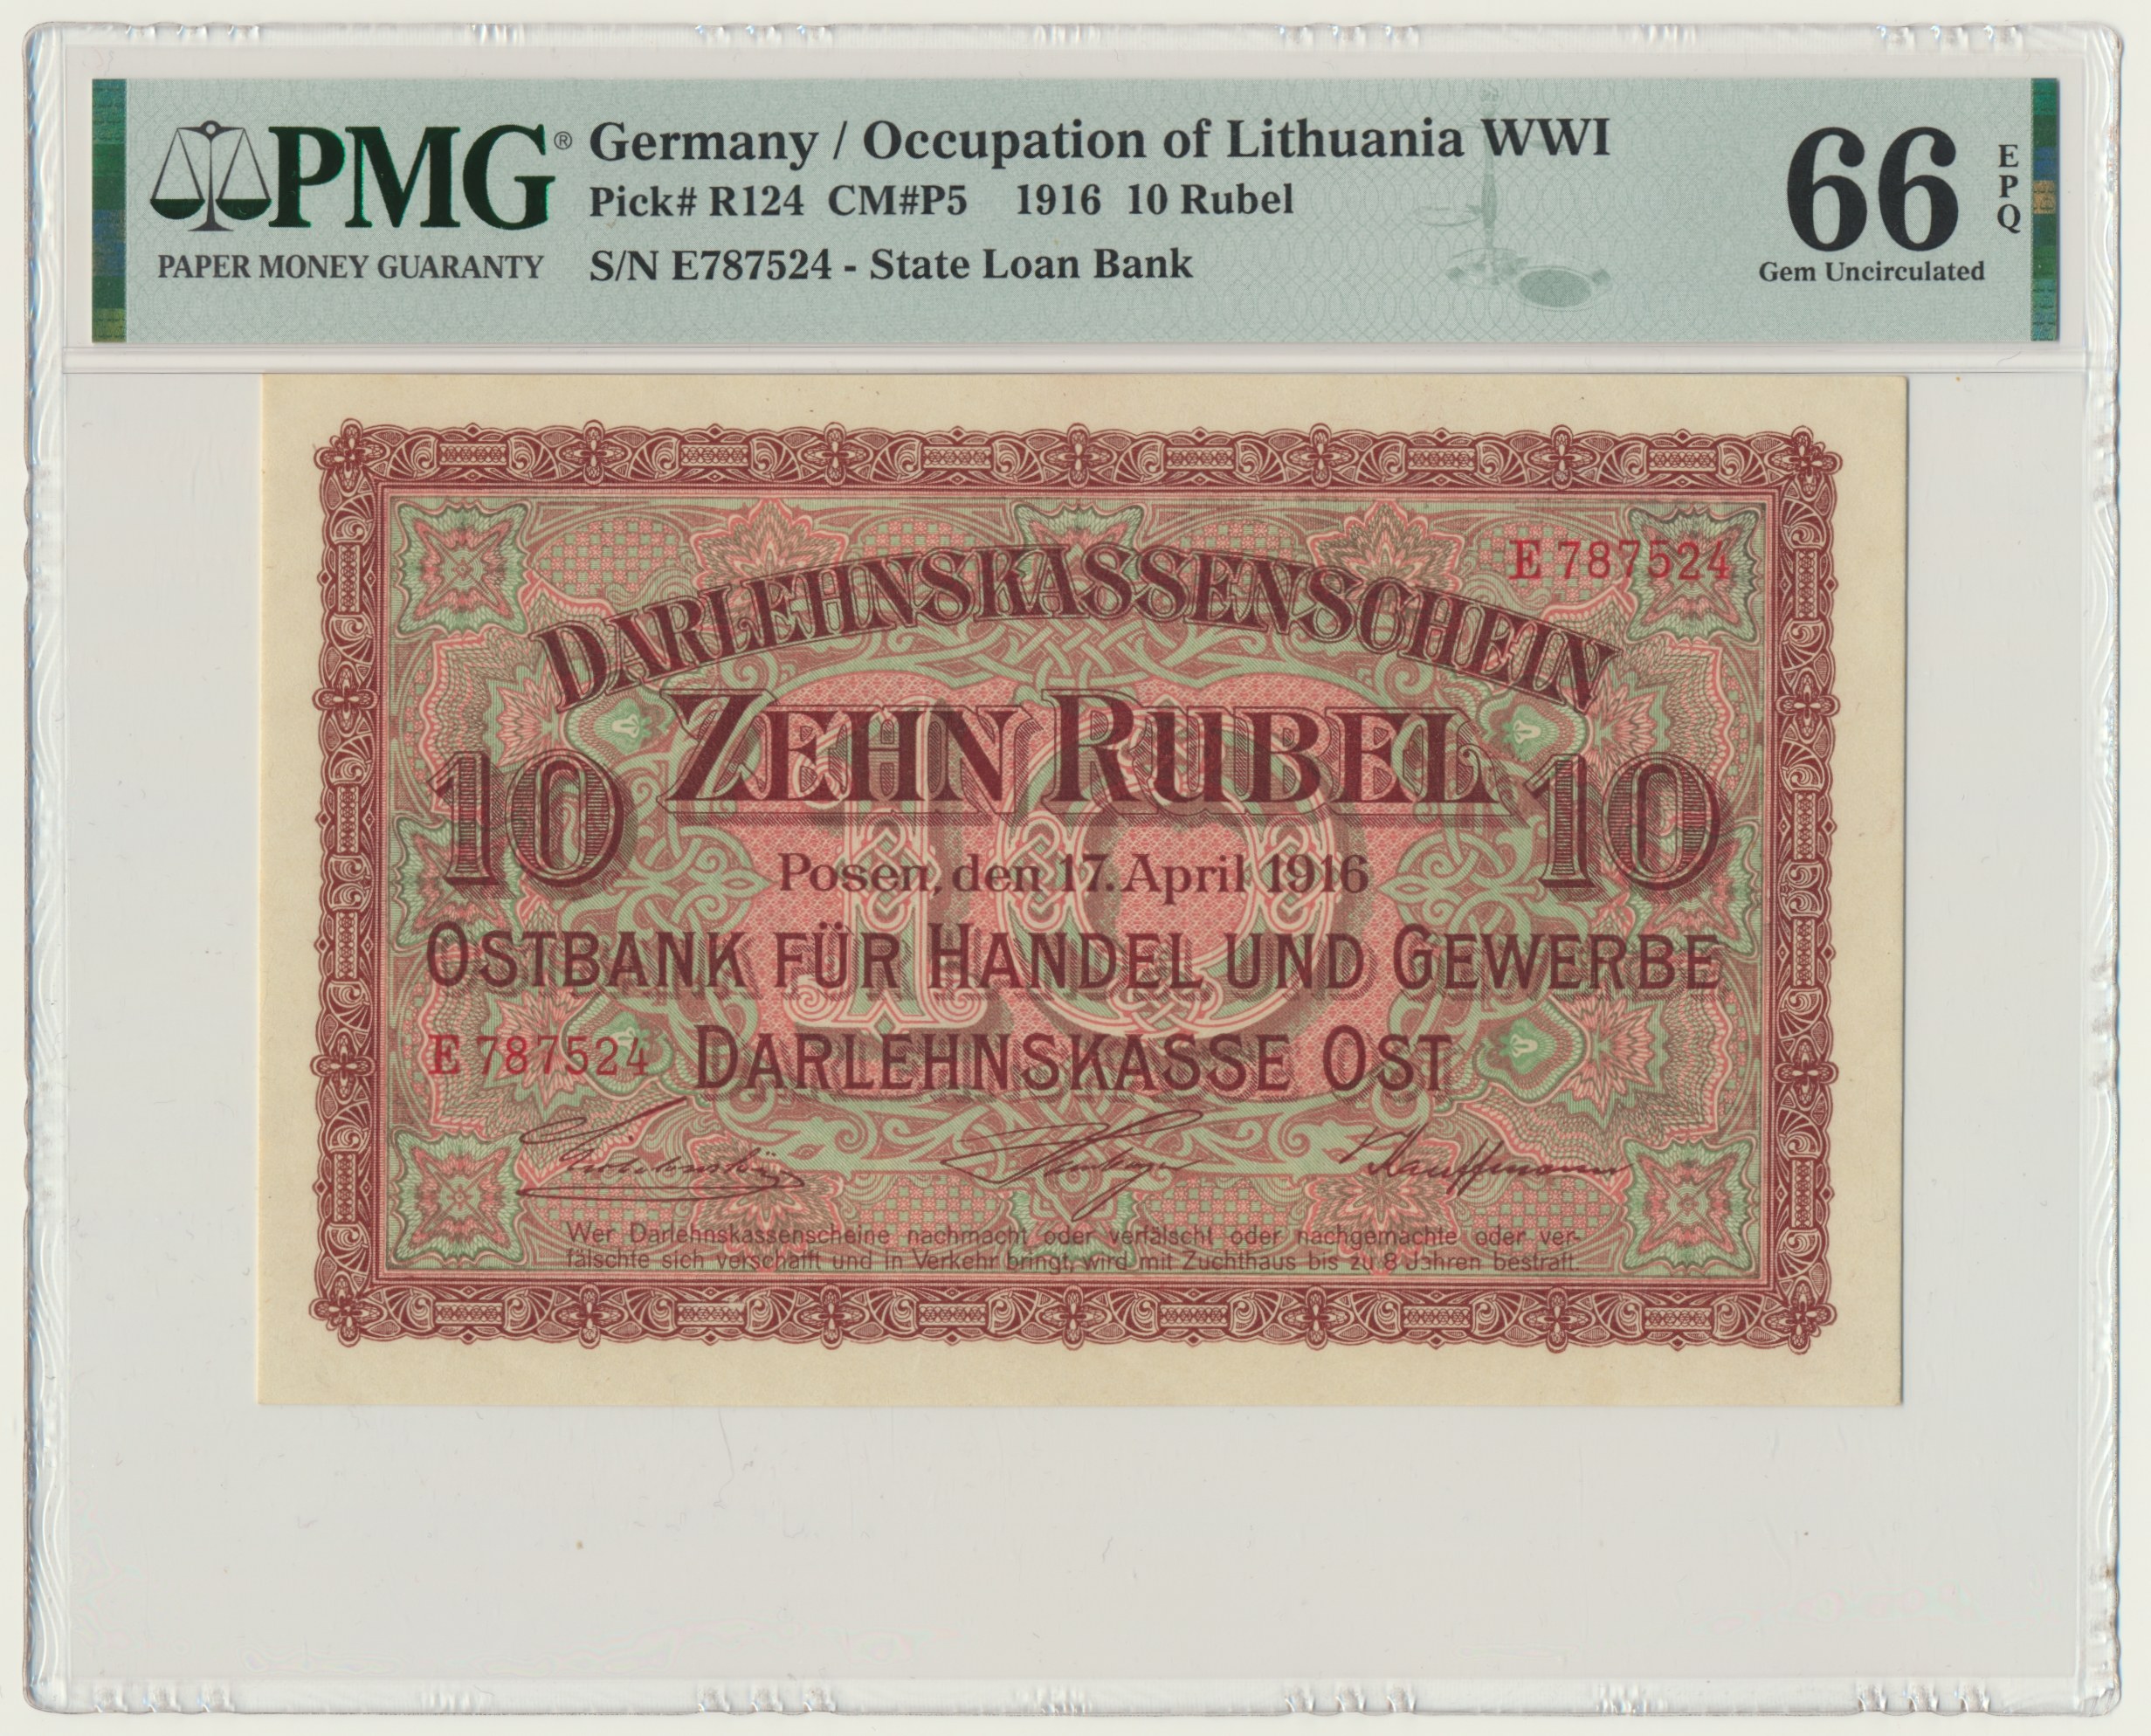 PMG®
PAPER MONEY GUARANTY
Germany / Occupation of Lithuania WWI
Pick# R124 CM#P5 1916 10 Rubel
S/N E787524 - State Loan Bank
66
EPQ
Gem Uncirculated
E 787524
DARLEHNSKASSENSCHEIN
ZEHN RUBEL
10
10
Posen, den 17. April 1916
OSTBANK FÜR HANDEL UND GEWERBE
E 787524
DARLEHNSKASSE OST
Kauffmann
Wer Darlehnskassenscheine nachmacht oder verfälscht oder nachgemachte oder ver-
fälschte sich verschafft und in Verkehr bringt, wird mit Zuchthaus bis zu 8 Jahren bestraft.
10